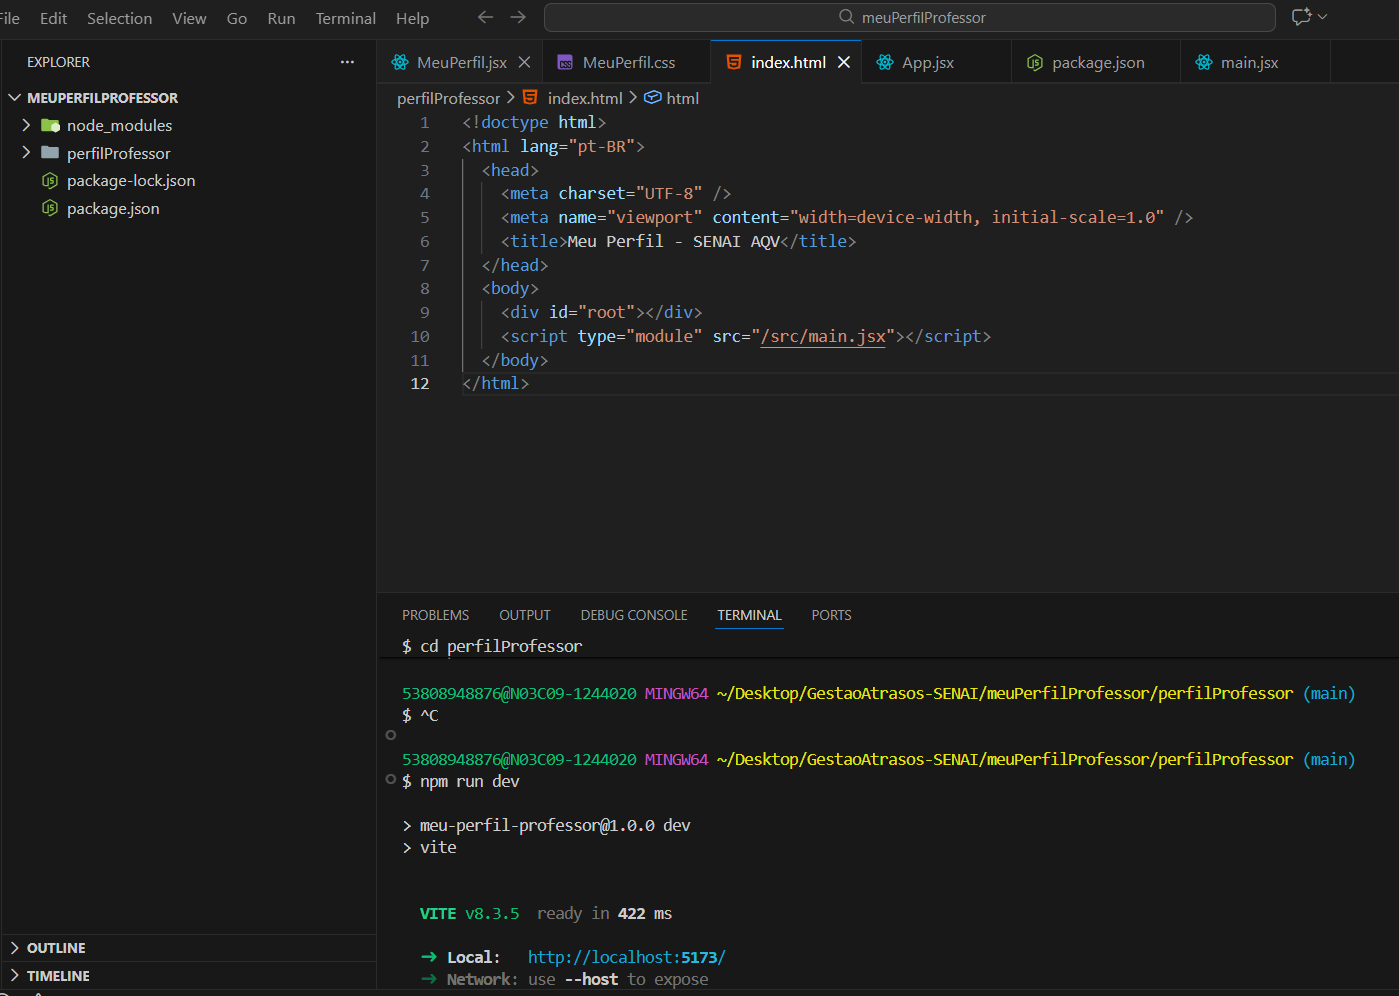 File Edit Selection View Go Run Terminal Help meuPerfilProfessor
EXPLORER
MeuPerfil.jsx MeuPerfil.css index.html App.jsx package.json main.jsx
MEUPERFILPROFESSOR
node_modules
perfilProfessor
package-lock.json
package.json
perfilProfessor > index.html > html
1 <!doctype html>
2 <html lang="pt-BR">
3 <head>
4 <meta charset="UTF-8" />
5 <meta name="viewport" content="width=device-width, initial-scale=1.0" />
6 <title>Meu Perfil - SENAI AQV</title>
7 </head>
8 <body>
9 <div id="root"></div>
10 <script type="module" src="/src/main.jsx"></script>
11 </body>
12 </html>
PROBLEMS OUTPUT DEBUG CONSOLE TERMINAL PORTS
$ cd perfilProfessor
53808948876@N03C09-1244020 MINGW64 ~/Desktop/GestaoAtrasos-SENAI/meuPerfilProfessor/perfilProfessor (main)
$ ^C
53808948876@N03C09-1244020 MINGW64 ~/Desktop/GestaoAtrasos-SENAI/meuPerfilProfessor/perfilProfessor (main)
$ npm run dev
> meu-perfil-professor@1.0.0 dev
> vite
VITE v8.3.5 ready in 422 ms
➜ Local: http://localhost:5173/
➜ Network: use --host to expose
OUTLINE
TIMELINE